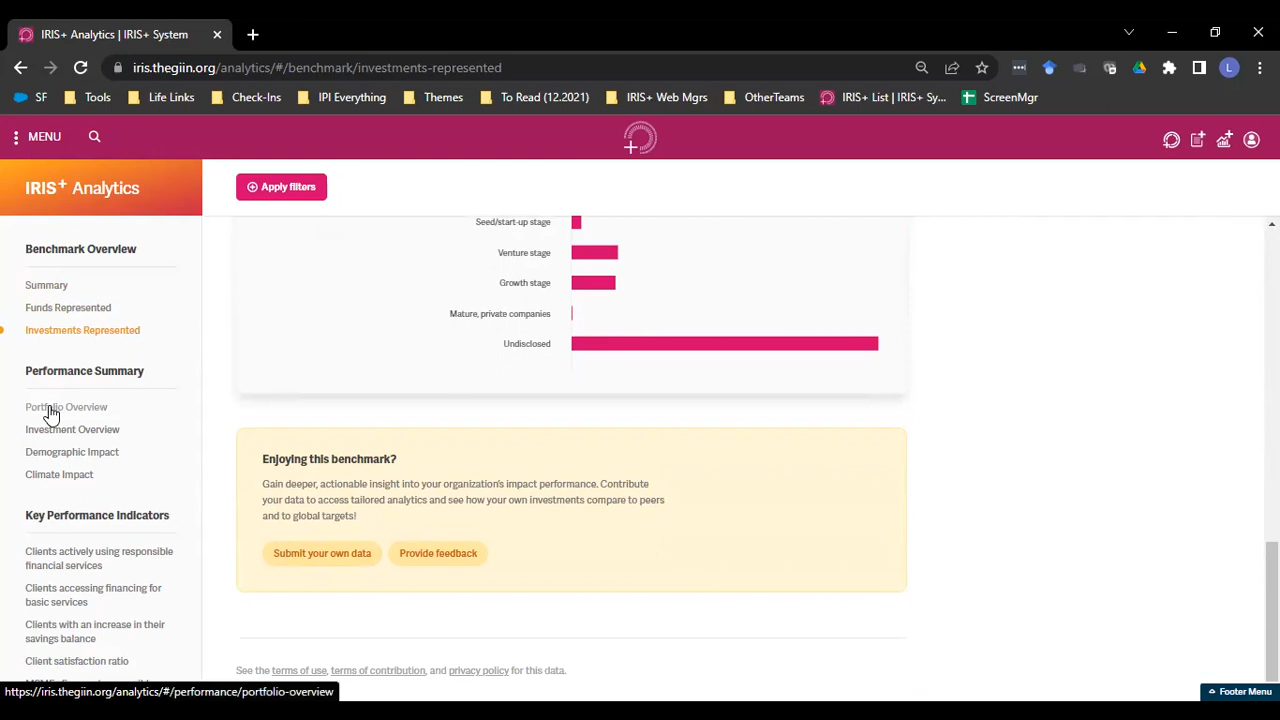 IRIS+ Analytics | IRIS+ System
iris.thegiin.org/analytics/#/benchmark/investments-represented
L
SF
Tools
Life Links
Check-Ins
IPI Everything
Themes
To Read (12.2021)
IRIS+ Web Mgrs
OtherTeams
IRIS+ List | IRIS+ Sy...
ScreenMgr
MENU
IRIS+ Analytics
Apply filters
Benchmark Overview
Summary
Funds Represented
Investments Represented
Performance Summary
Portfolio Overview
Investment Overview
Demographic Impact
Climate Impact
Key Performance Indicators
Clients actively using responsible
financial services
Clients accessing financing for
basic services
Clients with an increase in their
savings balance
Client satisfaction ratio
Seed/start-up stage
Venture stage
Growth stage
Mature, private companies
Undisclosed
Enjoying this benchmark?
Gain deeper, actionable insight into your organization's impact performance. Contribute
your data to access tailored analytics and see how your own investments compare to peers
and to global targets!
Submit your own data
Provide feedback
See the terms of use, terms of contribution, and privacy policy for this data.
https://iris.thegiin.org/analytics/#/performance/portfolio-overview
Footer Menu